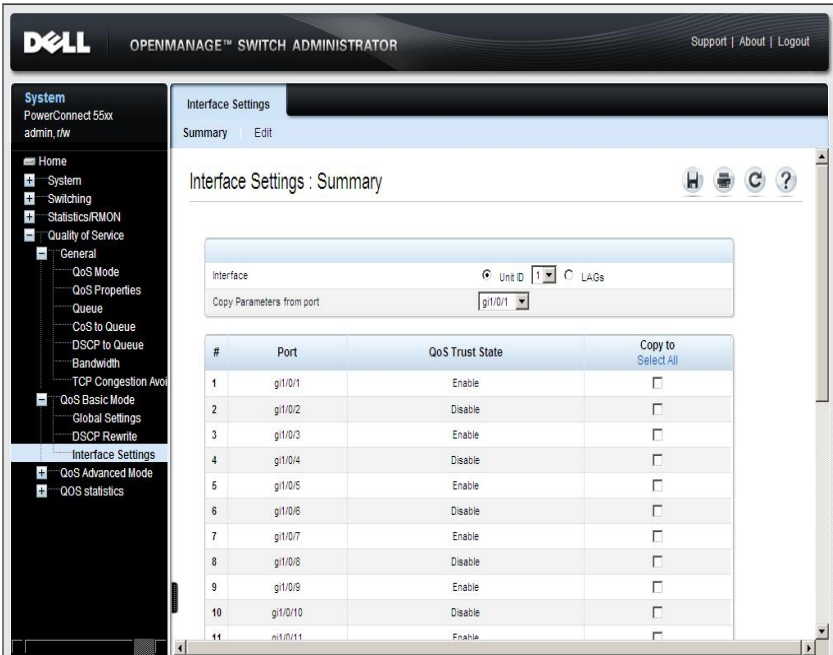 DELL OPENMANAGE™ SWITCH ADMINISTRATOR Support | About | Logout
System
PowerConnect 55xx
admin, r/w
Home
System
Switching
Statistics/RMON
Quality of Service
General
QoS Mode
QoS Properties
Queue
CoS to Queue
DSCP to Queue
Bandwidth
TCP Congestion Avoi
QoS Basic Mode
Global Settings
DSCP Rewrite
Interface Settings
QoS Advanced Mode
QOS statistics
Interface Settings
Summary Edit
Interface Settings : Summary
Interface Unit ID 1 LAGs
Copy Parameters from port gi1/0/1
# Port QoS Trust State Copy to
Select All
1 gi1/0/1 Enable
2 gi1/0/2 Disable
3 gi1/0/3 Enable
4 gi1/0/4 Disable
5 gi1/0/5 Enable
6 gi1/0/6 Disable
7 gi1/0/7 Enable
8 gi1/0/8 Disable
9 gi1/0/9 Enable
10 gi1/0/10 Disable
11 gi1/0/11 Enable